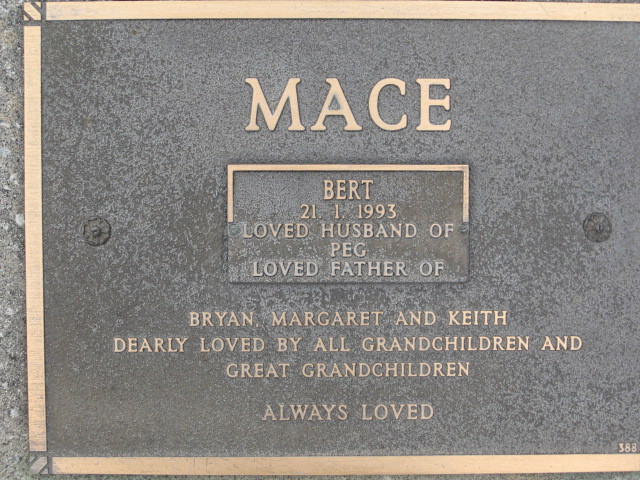 MACE
BERT
21. 1. 1993
LOVED HUSBAND OF
PEG
LOVED FATHER OF
BRYAN, MARGARET AND KEITH
DEARLY LOVED BY ALL GRANDCHILDREN AND
GREAT GRANDCHILDREN
ALWAYS LOVED
388